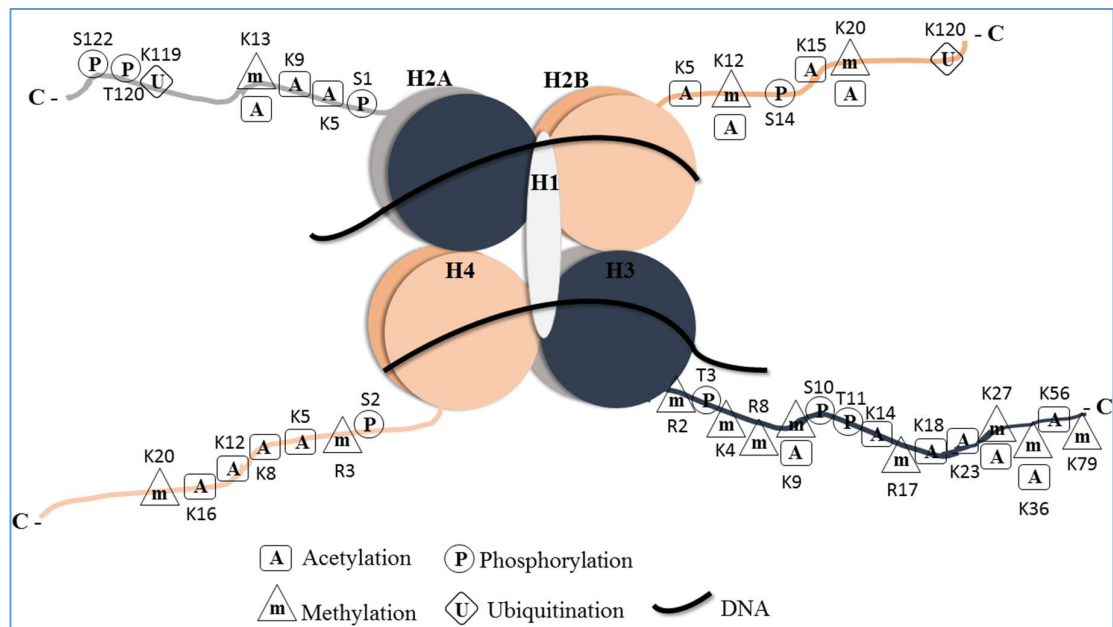 S122
K119
K13
K9
S1
P
P
U
m
A
A
P
A
T120
K5
C -
H2A
H2B
K5
K12
K15
K20
K120
- C
A
m
P
A
m
U
A
A
S14
H1
H4
H3
S2
K5
K12
K20
P
m
A
A
A
A
m
R3
K8
K16
C -
T3
R8
S10
T11
K14
K18
K27
K56
- C
m
P
m
m
m
P
P
A
m
A
A
m
m
A
m
A
A
A
R2
K4
K9
R17
K23
K36
K79
A Acetylation
P Phosphorylation
m Methylation
U Ubiquitination
DNA